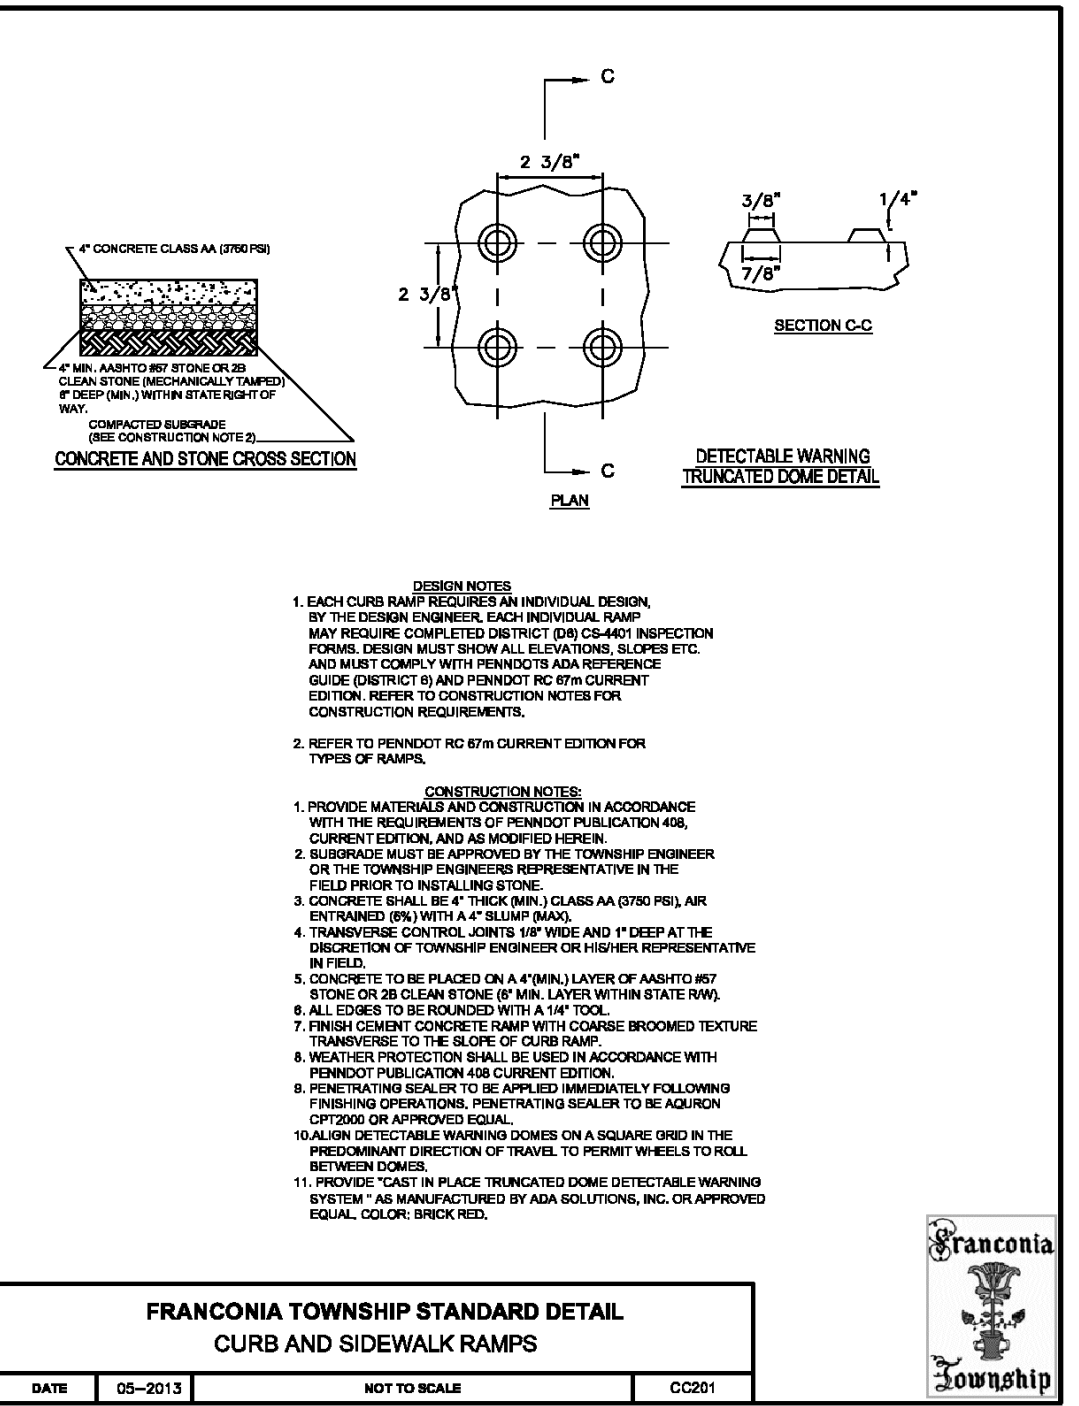 C
2 3/8"
2 3/8"
C
PLAN
3/8"
1/4"
7/8"
SECTION C-C
DETECTABLE WARNING
TRUNCATED DOME DETAIL
4" CONCRETE CLASS AA (3750 PSI)
4" MIN. AASHTO #57 STONE OR 2B
CLEAN STONE (MECHANICALLY TAMPED)
6" DEEP (MIN.) WITHIN STATE RIGHT OF
WAY.
COMPACTED SUBGRADE
(SEE CONSTRUCTION NOTE 2)
CONCRETE AND STONE CROSS SECTION
DESIGN NOTES
1. EACH CURB RAMP REQUIRES AN INDIVIDUAL DESIGN,
BY THE DESIGN ENGINEER. EACH INDIVIDUAL RAMP
MAY REQUIRE COMPLETED DISTRICT (D6) CS-4401 INSPECTION
FORMS. DESIGN MUST SHOW ALL ELEVATIONS, SLOPES ETC.
AND MUST COMPLY WITH PENNDOTS ADA REFERENCE
GUIDE (DISTRICT 6) AND PENNDOT RC 67m CURRENT
EDITION. REFER TO CONSTRUCTION NOTES FOR
CONSTRUCTION REQUIREMENTS.
2. REFER TO PENNDOT RC 67m CURRENT EDITION FOR
TYPES OF RAMPS.
CONSTRUCTION NOTES:
1. PROVIDE MATERIALS AND CONSTRUCTION IN ACCORDANCE
WITH THE REQUIREMENTS OF PENNDOT PUBLICATION 408,
CURRENT EDITION, AND AS MODIFIED HEREIN.
2. SUBGRADE MUST BE APPROVED BY THE TOWNSHIP ENGINEER
OR THE TOWNSHIP ENGINEERS REPRESENTATIVE IN THE
FIELD PRIOR TO INSTALLING STONE.
3. CONCRETE SHALL BE 4" THICK (MIN.) CLASS AA (3750 PSI), AIR
ENTRAINED (6%) WITH A 4" SLUMP (MAX).
4. TRANSVERSE CONTROL JOINTS 1/8" WIDE AND 1" DEEP AT THE
DISCRETION OF TOWNSHIP ENGINEER OR HIS/HER REPRESENTATIVE
IN FIELD.
5. CONCRETE TO BE PLACED ON A 4"(MIN.) LAYER OF AASHTO #57
STONE OR 2B CLEAN STONE (6" MIN. LAYER WITHIN STATE R/W).
6. ALL EDGES TO BE ROUNDED WITH A 1/4" TOOL.
7. FINISH CEMENT CONCRETE RAMP WITH COARSE BROOMED TEXTURE
TRANSVERSE TO THE SLOPE OF CURB RAMP.
8. WEATHER PROTECTION SHALL BE USED IN ACCORDANCE WITH
PENNDOT PUBLICATION 408 CURRENT EDITION.
9. PENETRATING SEALER TO BE APPLIED IMMEDIATELY FOLLOWING
FINISHING OPERATIONS. PENETRATING SEALER TO BE AQURON
CPT2000 OR APPROVED EQUAL.
10.ALIGN DETECTABLE WARNING DOMES ON A SQUARE GRID IN THE
PREDOMINANT DIRECTION OF TRAVEL TO PERMIT WHEELS TO ROLL
BETWEEN DOMES.
11. PROVIDE "CAST IN PLACE TRUNCATED DOME DETECTABLE WARNING
SYSTEM " AS MANUFACTURED BY ADA SOLUTIONS, INC. OR APPROVED
EQUAL. COLOR: BRICK RED.
Franconia
Township
FRANCONIA TOWNSHIP STANDARD DETAIL
CURB AND SIDEWALK RAMPS
DATE 05-2013 NOT TO SCALE CC201